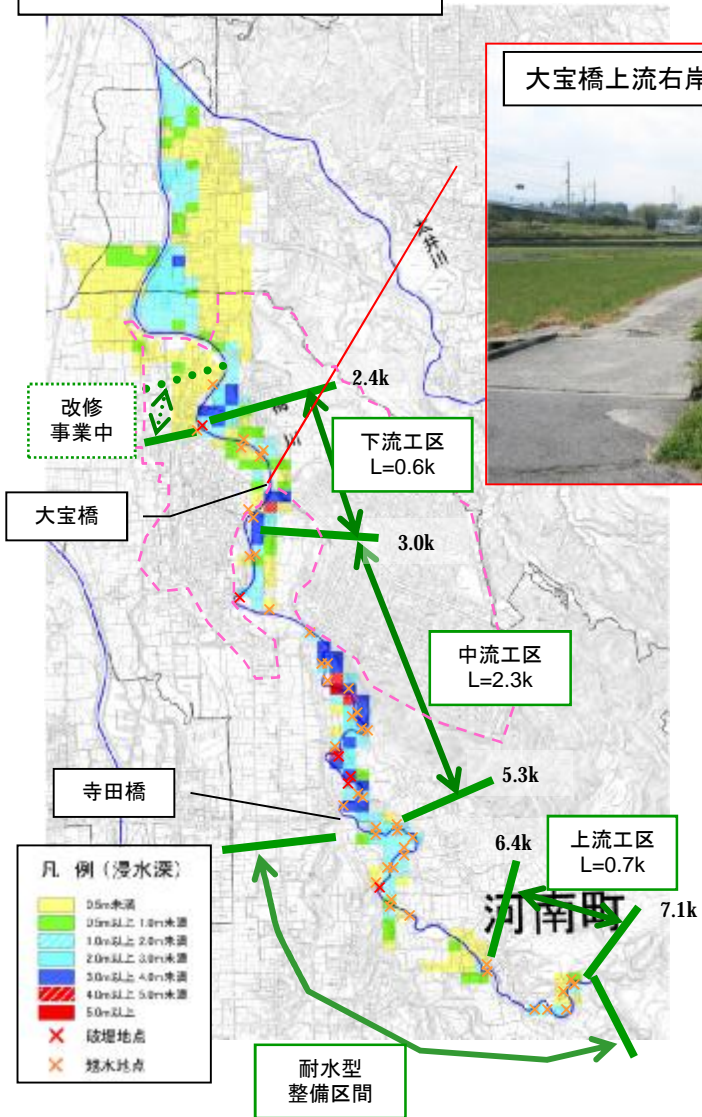 大宝橋上流右岸
太井川
2.4k
改修
事業中
下流工区
L=0.6k
大宝橋
3.0k
中流工区
L=2.3k
5.3k
寺田橋
6.4k
上流工区
L=0.7k
河南町
7.1k
凡 例 (浸水深)
0.5m未満
0.5m以上 1.0m未満
1.0m以上 2.0m未満
2.0m以上 3.0m未満
3.0m以上 4.0m未満
4.0m以上 5.0m未満
5.0m以上
破堤地点
越水地点
耐水型
整備区間